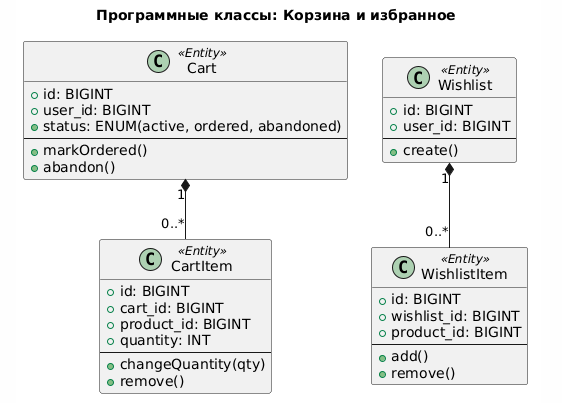 Программные классы: Корзина и избранное
«Entity»
C Cart
id: BIGINT
user_id: BIGINT
status: ENUM(active, ordered, abandoned)
markOrdered()
abandon()
«Entity»
C Wishlist
id: BIGINT
user_id: BIGINT
create()
1
0..*
1
0..*
«Entity»
C CartItem
id: BIGINT
cart_id: BIGINT
product_id: BIGINT
quantity: INT
changeQuantity(qty)
remove()
«Entity»
C WishlistItem
id: BIGINT
wishlist_id: BIGINT
product_id: BIGINT
add()
remove()